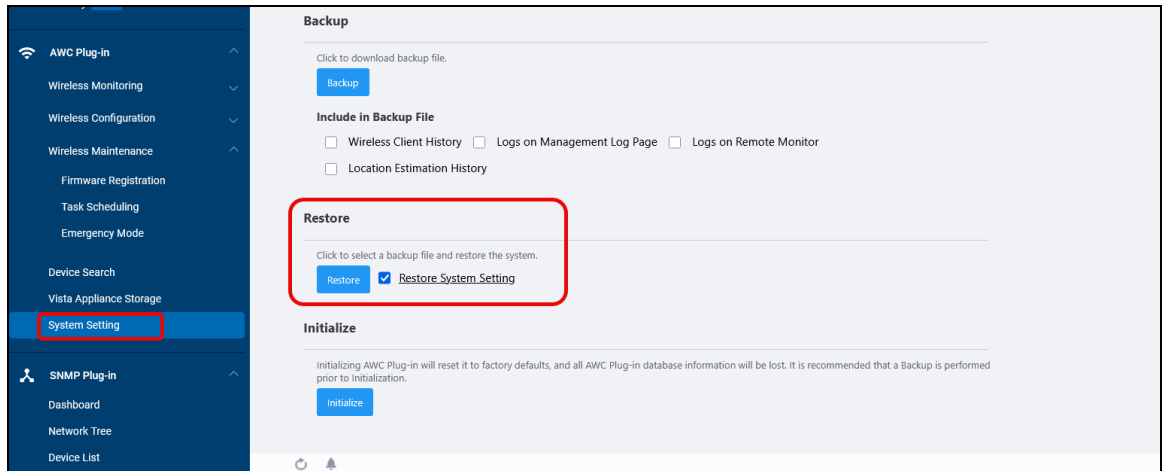 AWC Plug-in
Wireless Monitoring
Wireless Configuration
Wireless Maintenance
Firmware Registration
Task Scheduling
Emergency Mode
Device Search
Vista Appliance Storage
System Setting
SNMP Plug-in
Dashboard
Network Tree
Device List
Backup
Click to download backup file.
Backup
Include in Backup File
Wireless Client History Logs on Management Log Page Logs on Remote Monitor
Location Estimation History
Restore
Click to select a backup file and restore the system.
Restore Restore System Setting
Initialize
Initializing AWC Plug-in will reset it to factory defaults, and all AWC Plug-in database information will be lost. It is recommended that a Backup is performed
prior to Initialization.
Initialize